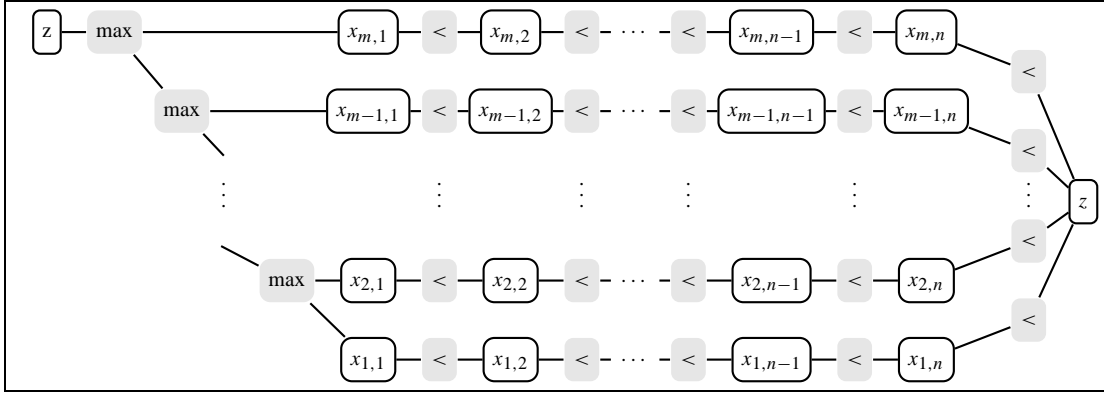 z max x_{m,1} < x_{m,2} < ⋯ < x_{m,n−1} < x_{m,n}
<
max x_{m−1,1} < x_{m−1,2} < ⋯ < x_{m−1,n−1} < x_{m−1,n}
<
⋮ ⋮ ⋮ ⋮ ⋮ ⋮ z
<
max x_{2,1} < x_{2,2} < ⋯ < x_{2,n−1} < x_{2,n}
<
x_{1,1} < x_{1,2} < ⋯ < x_{1,n−1} < x_{1,n}